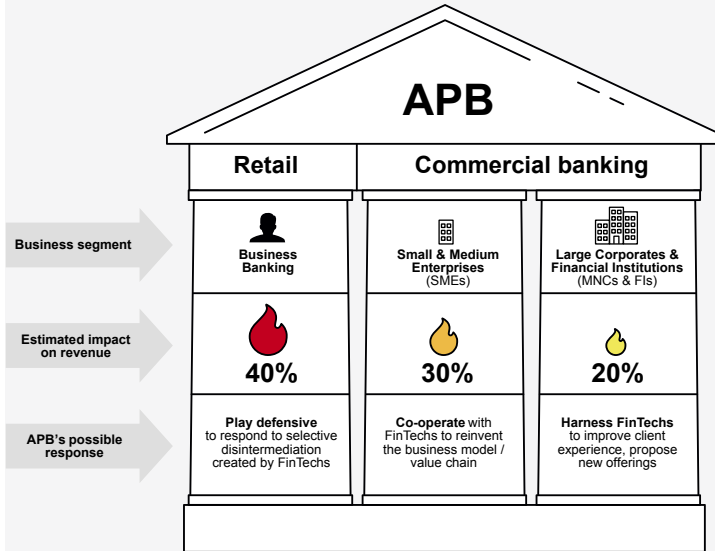 APB
Retail
Commercial banking
Business segment
Business
Banking
Small & Medium
Enterprises
(SMEs)
Large Corporates &
Financial Institutions
(MNCs & FIs)
Estimated impact
on revenue
40%
30%
20%
APB's possible
response
Play defensive
to respond to selective
disintermediation
created by FinTechs
Co-operate with
FinTechs to reinvent
the business model /
value chain
Harness FinTechs
to improve client
experience, propose
new offerings